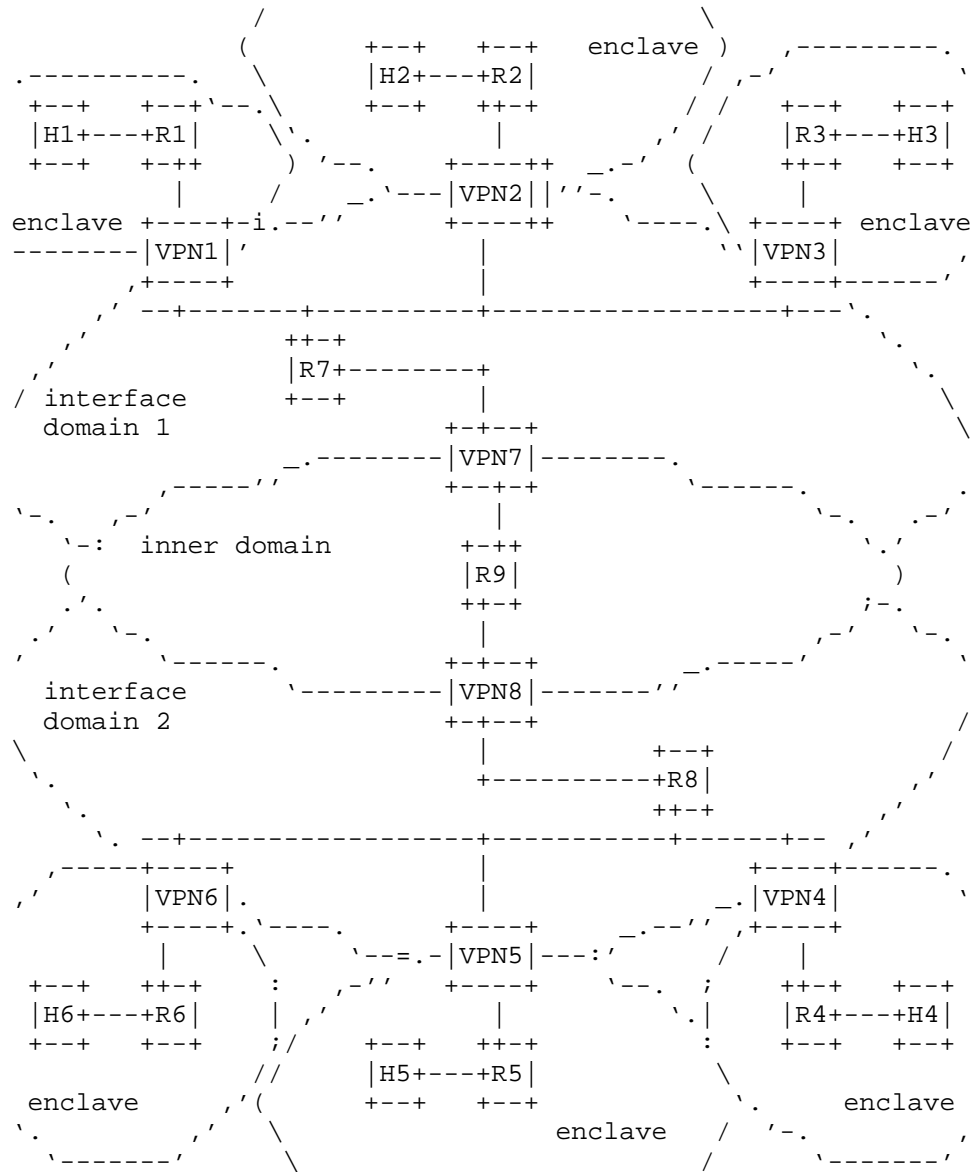 H2 R2 enclave
H1 R1 R3 H3
VPN2
enclave enclave
VPN1 VPN3
R7
interface
domain 1
VPN7
inner domain
R9
interface VPN8
domain 2
R8
VPN6 VPN4
VPN5
H6 R6 R4 H4
H5 R5
enclave enclave
enclave